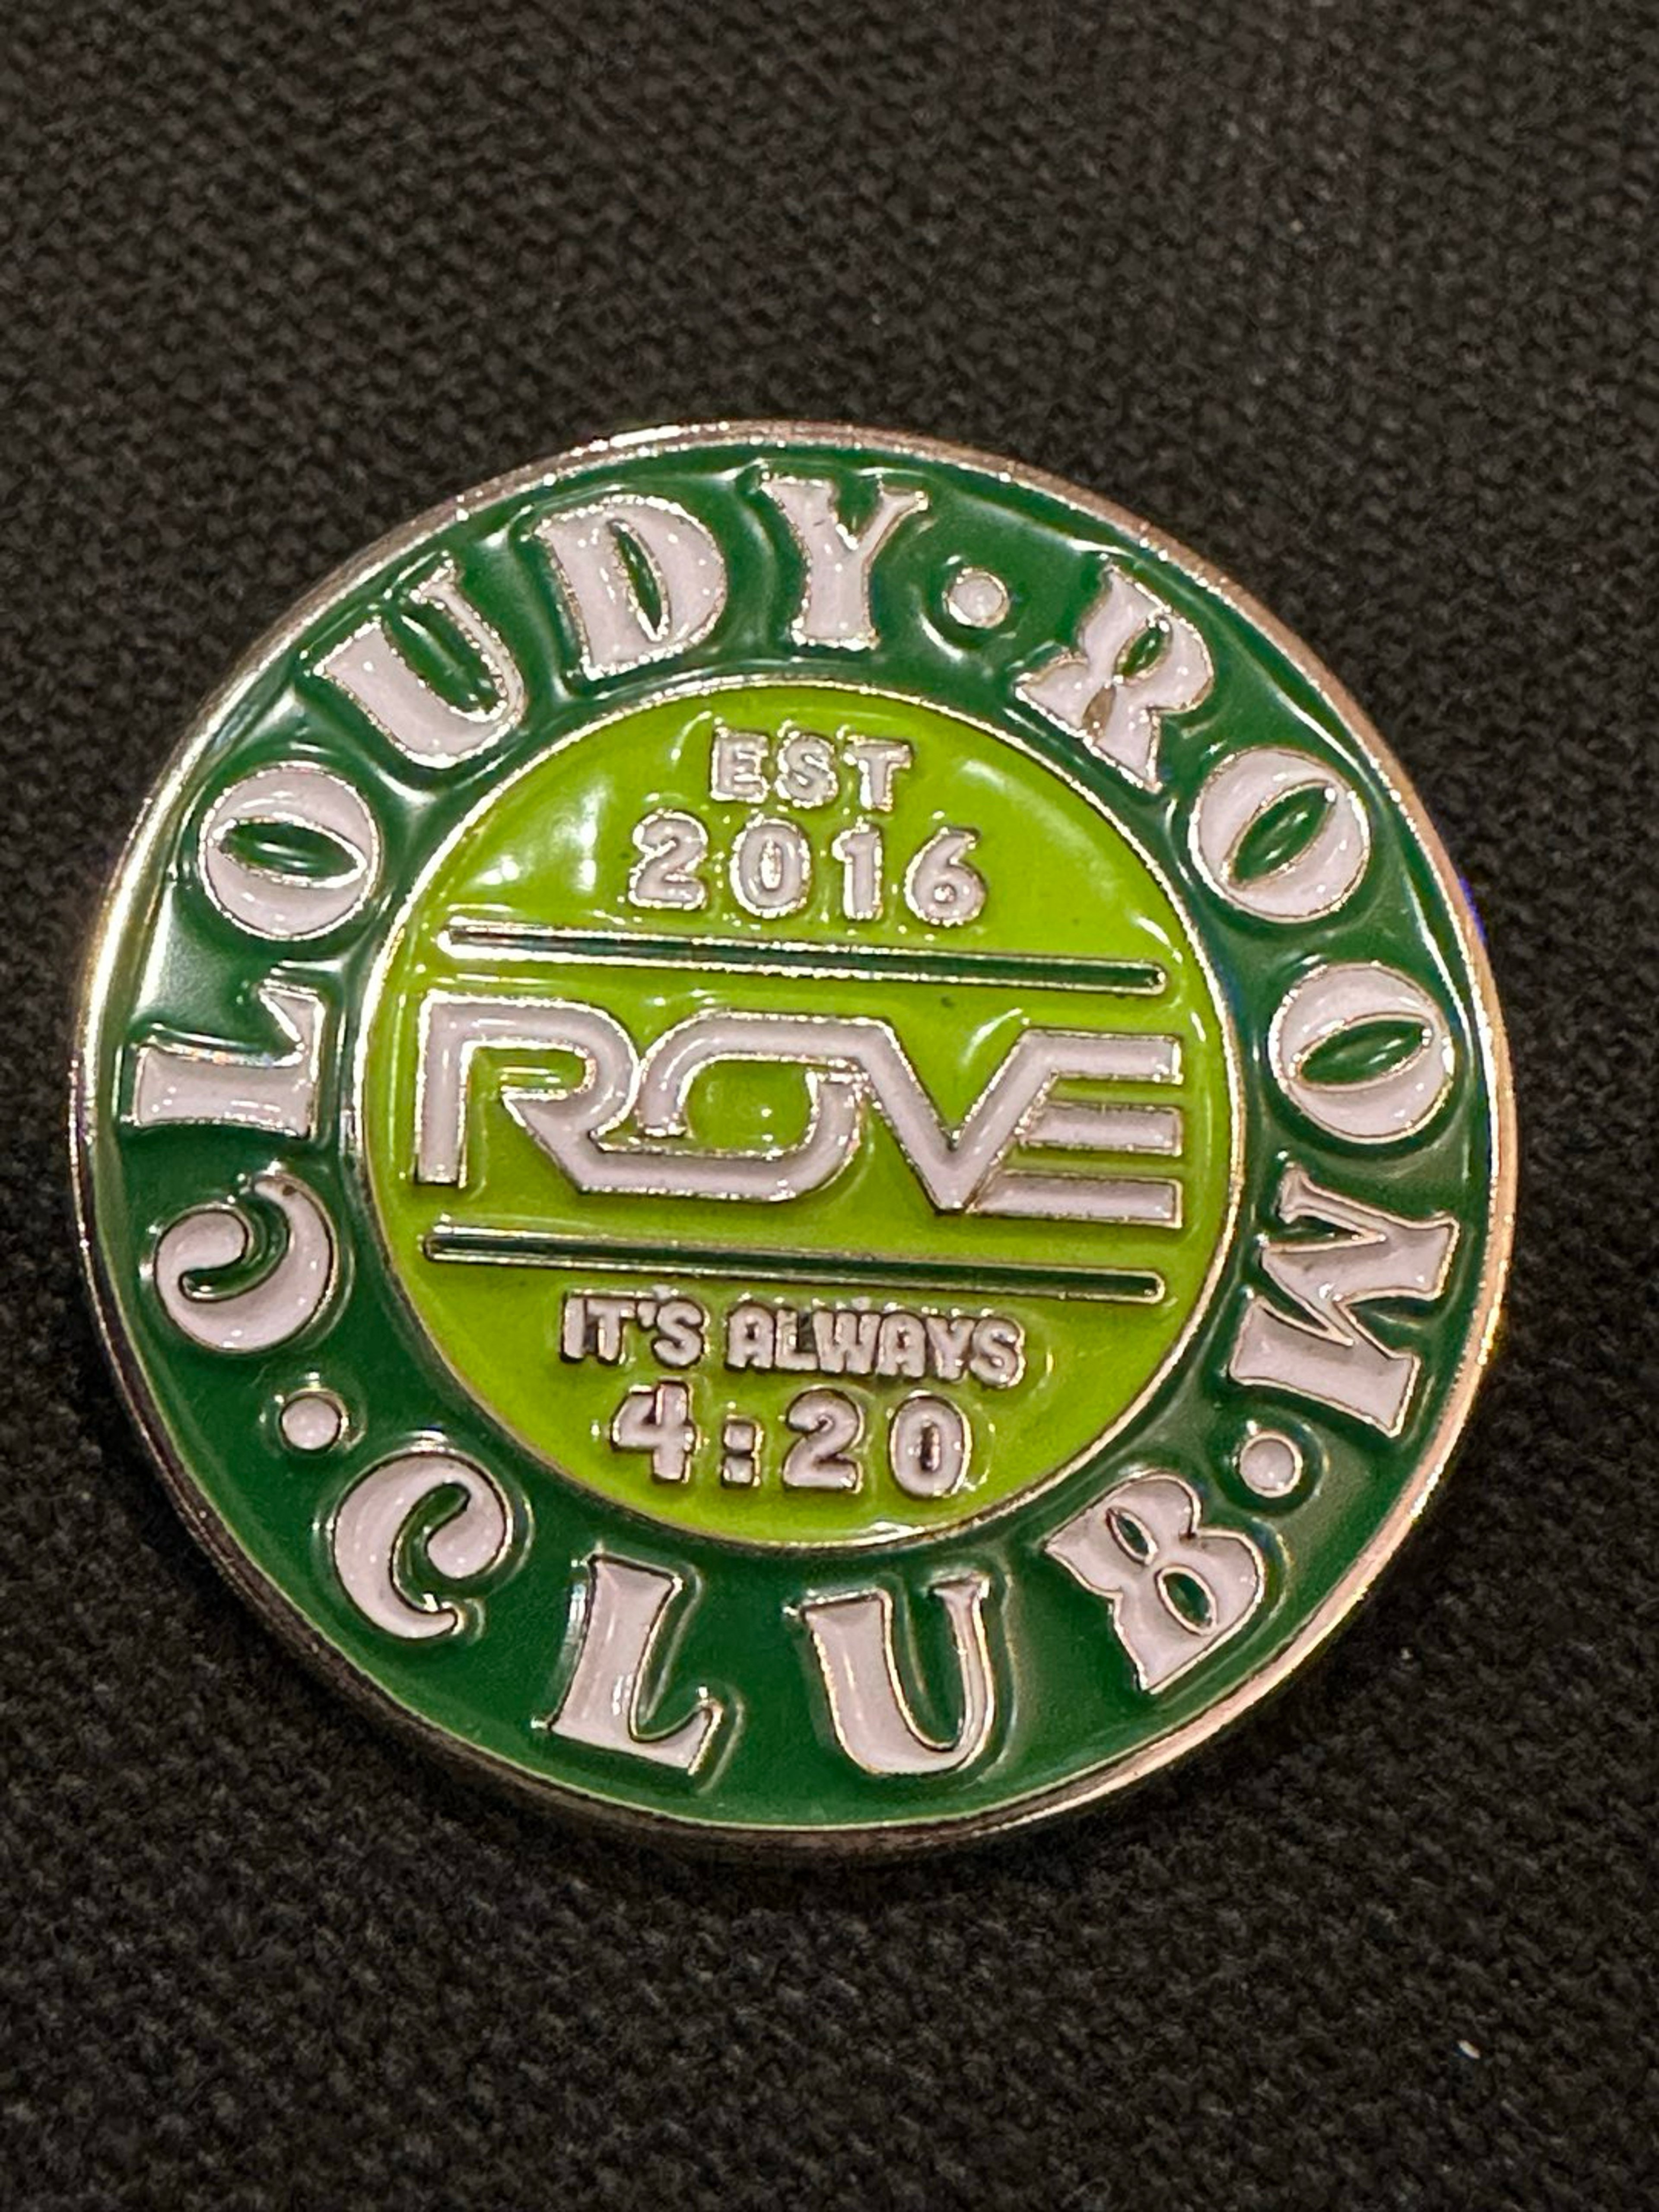 CLOUDY · ROOM · CLUB ·
EST
2016
ROVE
IT'S ALWAYS
4:20